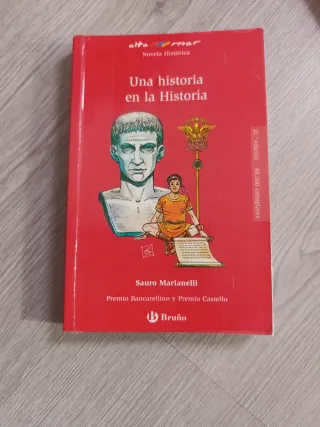 alta mar
Novela Histórica
Una historia
en la Historia
Sauro Marianelli
Premio Bancarellino y Premio Castello
Bruño